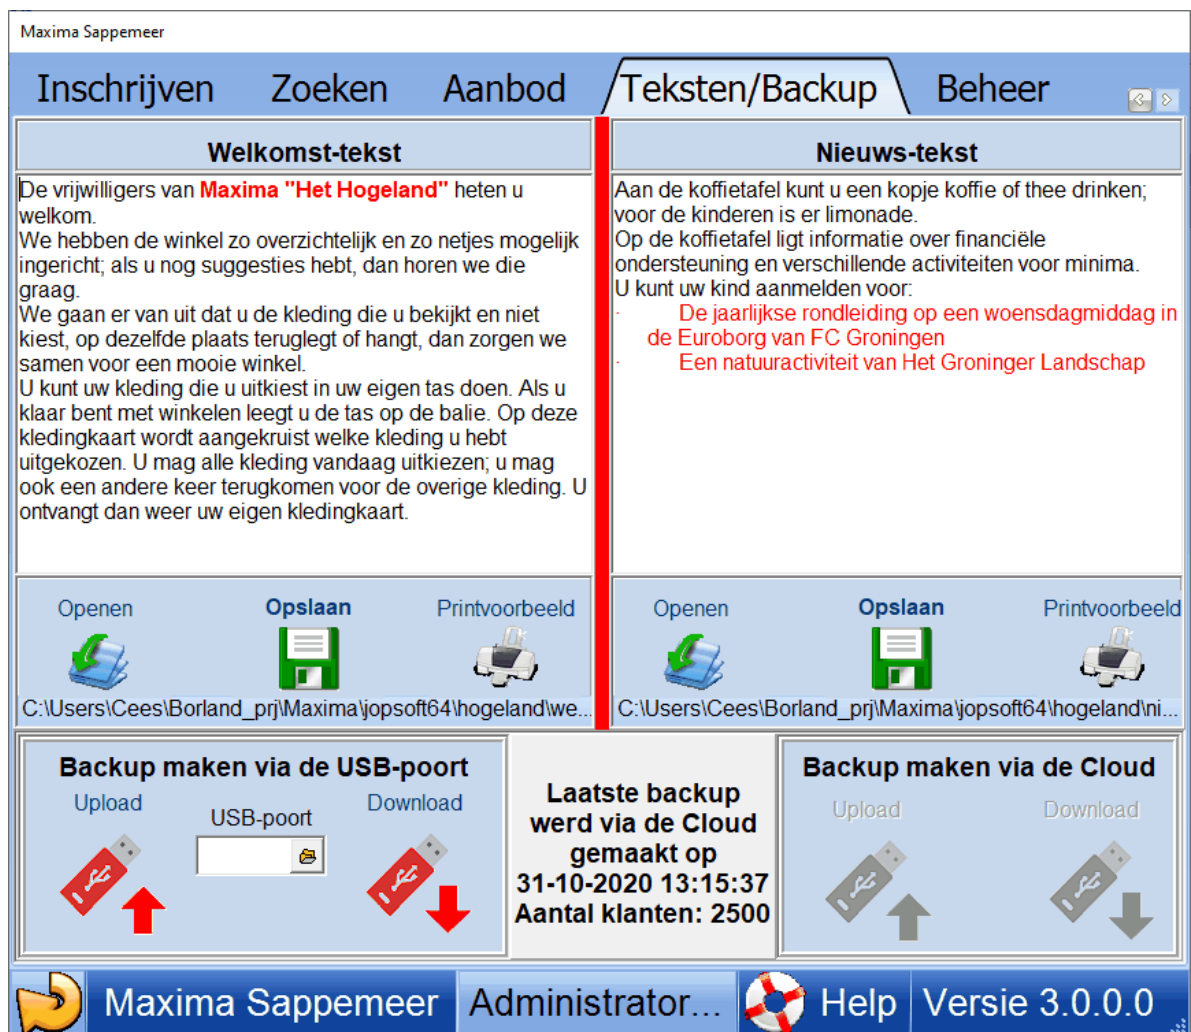 Maxima Sappemeer
Inschrijven
Zoeken
Aanbod
Teksten/Backup
Beheer
Welkomst-tekst
De vrijwilligers van Maxima "Het Hogeland" heten u
welkom.
We hebben de winkel zo overzichtelijk en zo netjes mogelijk
ingericht; als u nog suggesties hebt, dan horen we die
graag.
We gaan er van uit dat u de kleding die u bekijkt en niet
kiest, op dezelfde plaats teruglegt of hangt, dan zorgen we
samen voor een mooie winkel.
U kunt uw kleding die u uitkiest in uw eigen tas doen. Als u
klaar bent met winkelen leegt u de tas op de balie. Op deze
kledingkaart wordt aangekruist welke kleding u hebt
uitgekozen. U mag alle kleding vandaag uitkiezen; u mag
ook een andere keer terugkomen voor de overige kleding. U
ontvangt dan weer uw eigen kledingkaart.
Openen
Opslaan
Printvoorbeeld
C:\Users\Cees\Borland_prj\Maxima\jopsoft64\hogeland\we...
Nieuws-tekst
Aan de koffietafel kunt u een kopje koffie of thee drinken;
voor de kinderen is er limonade.
Op de koffietafel ligt informatie over financiële
ondersteuning en verschillende activiteiten voor minima.
U kunt uw kind aanmelden voor:
· De jaarlijkse rondleiding op een woensdagmiddag in
de Euroborg van FC Groningen
· Een natuuractiviteit van Het Groninger Landschap
Openen
Opslaan
Printvoorbeeld
C:\Users\Cees\Borland_prj\Maxima\jopsoft64\hogeland\ni...
Backup maken via de USB-poort
Upload
USB-poort
Download
Laatste backup
werd via de Cloud
gemaakt op
31-10-2020 13:15:37
Aantal klanten: 2500
Backup maken via de Cloud
Upload
Download
Maxima Sappemeer
Administrator...
Help
Versie 3.0.0.0